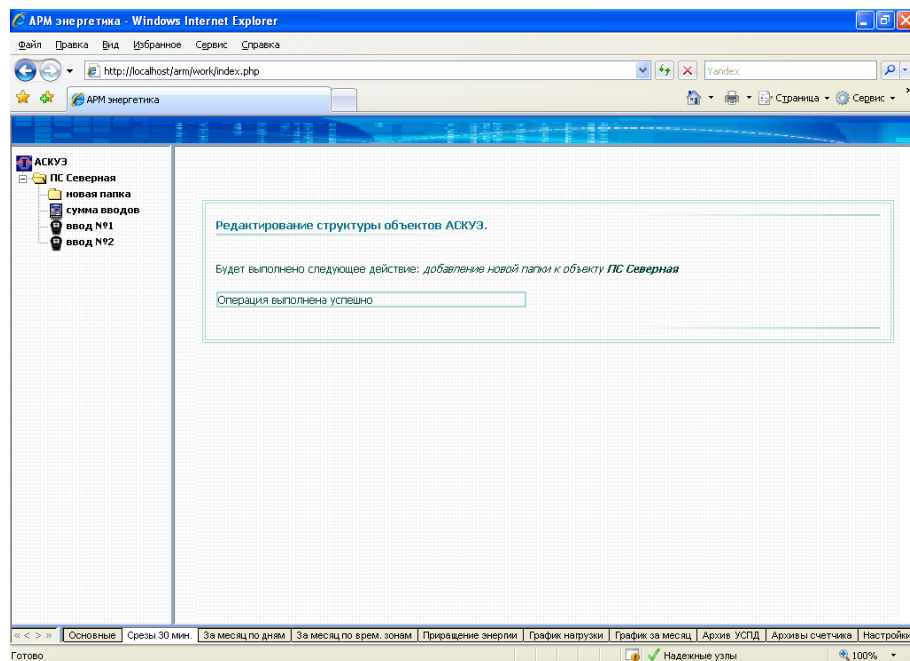 АРМ энергетика - Windows Internet Explorer
Файл Правка Вид Избранное Сервис Справка
http://localhost/arm/work/index.php
Yandex
АРМ энергетика
Страница Сервис
АСКУЭ
ПС Северная
новая папка
сумма вводов
ввод №1
ввод №2
Редактирование структуры объектов АСКУЭ.
Будет выполнено следующее действие: добавление новой папки к объекту ПС Северная
Операция выполнена успешно
« < > » Основные Срезы 30 мин. За месяц по дням За месяц по врем. зонам Приращение энергии График нагрузки График за месяц Архив УСПД Архивы счетчика Настройки
Готово Надежные узлы 100%